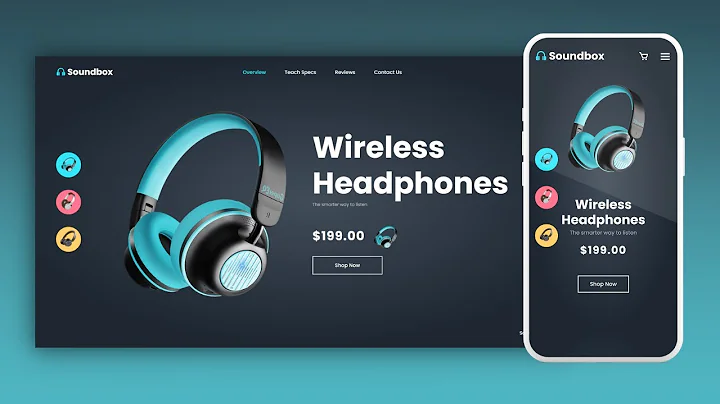 Soundbox
Overview
Teach Specs
Reviews
Contact Us
Wireless
Headphones
The smarter way to listen
$199.00
Shop Now
Soundbox
Wireless
Headphones
The smarter way to listen
$199.00
Shop Now